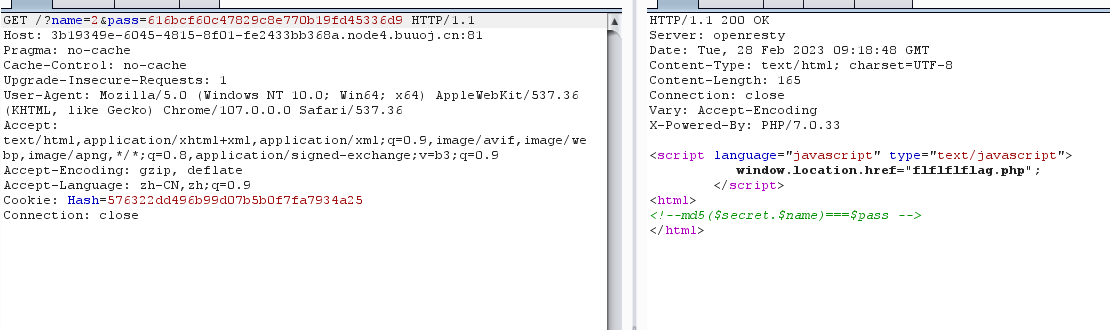 GET /?name=2&pass=616bcf60c47829c8e770b19fd45336d9 HTTP/1.1
Host: 3b19349e-6045-4815-8f01-fe2433bb368a.node4.buuoj.cn:81
Pragma: no-cache
Cache-Control: no-cache
Upgrade-Insecure-Requests: 1
User-Agent: Mozilla/5.0 (Windows NT 10.0; Win64; x64) AppleWebKit/537.36
(KHTML, like Gecko) Chrome/107.0.0.0 Safari/537.36
Accept:
text/html,application/xhtml+xml,application/xml;q=0.9,image/avif,image/we
bp,image/apng,*/*;q=0.8,application/signed-exchange;v=b3;q=0.9
Accept-Encoding: gzip, deflate
Accept-Language: zh-CN,zh;q=0.9
Cookie: Hash=576322dd496b99d07b5b0f7fa7934a25
Connection: close
HTTP/1.1 200 OK
Server: openresty
Date: Tue, 28 Feb 2023 09:18:48 GMT
Content-Type: text/html; charset=UTF-8
Content-Length: 165
Connection: close
Vary: Accept-Encoding
X-Powered-By: PHP/7.0.33
<script language="javascript" type="text/javascript">
window.location.href="flflflflag.php";
</script>
<html>
<!--md5($secret.$name)===$pass -->
</html>